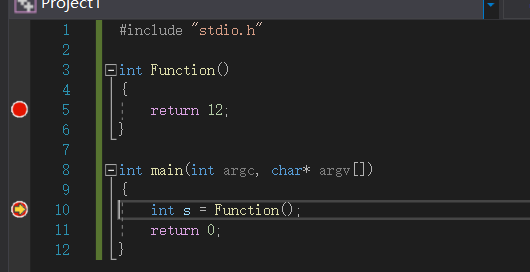 Project1
1 #include "stdio.h"
2
3 int Function()
4 {
5 return 12;
6 }
7
8 int main(int argc, char* argv[])
9 {
10 int s = Function();
11 return 0;
12 }